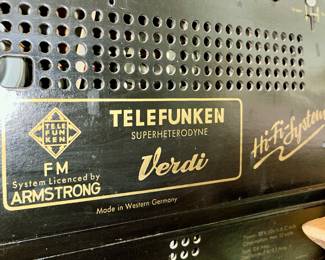 TELE
FUN
KEN
FM
System Licenced by
ARMSTRONG
TELEFUNKEN
SUPERHETERODYNE
Verdi
Hi-Fi-System
Made in Western Germany